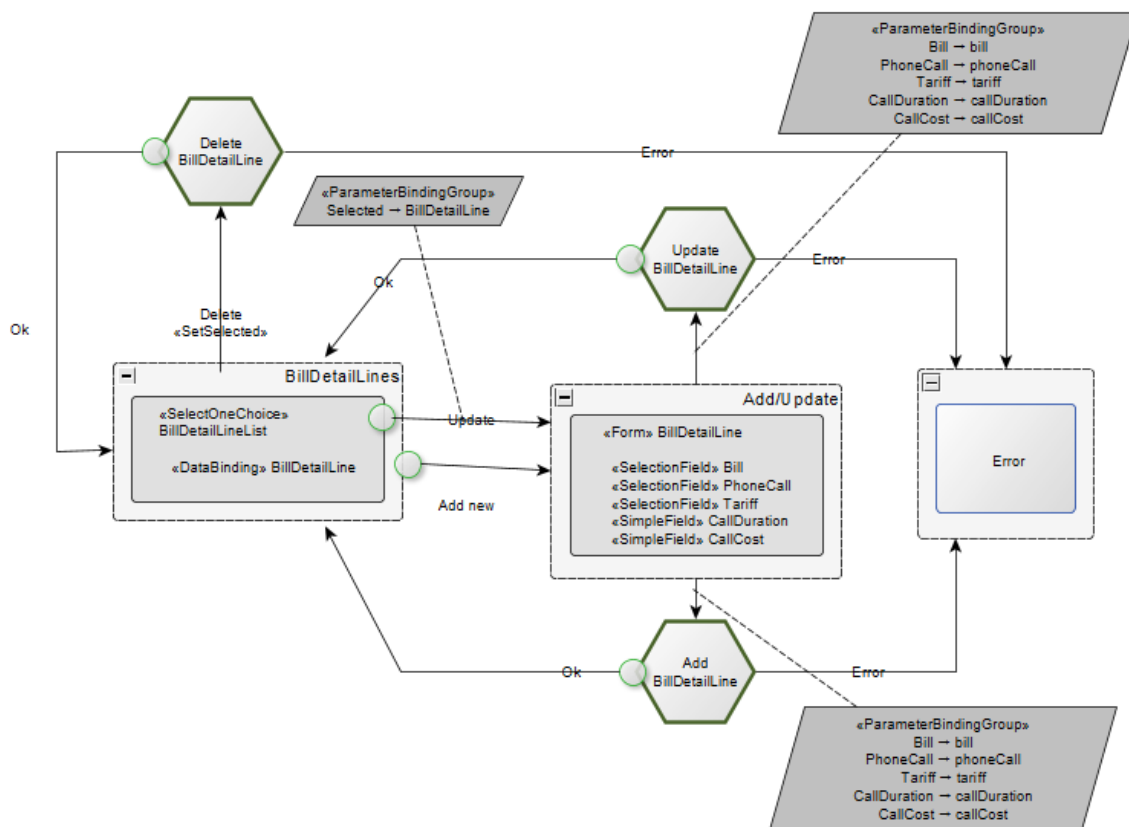 «ParameterBindingGroup»
Bill → bill
PhoneCall → phoneCall
Tariff → tariff
CallDuration → callDuration
CallCost → callCost
Delete
BillDetailLine
Error
«ParameterBindingGroup»
Selected → BillDetailLine
Update
BillDetailLine
Error
Ok
Delete
«SetSelected»
Ok
BillDetailLines
«SelectOneChoice»
BillDetailLineList
«DataBinding» BillDetailLine
Update
Add new
Add/Update
«Form» BillDetailLine
«SelectionField» Bill
«SelectionField» PhoneCall
«SelectionField» Tariff
«SimpleField» CallDuration
«SimpleField» CallCost
Error
Ok
Add
BillDetailLine
Error
«ParameterBindingGroup»
Bill → bill
PhoneCall → phoneCall
Tariff → tariff
CallDuration → callDuration
CallCost → callCost